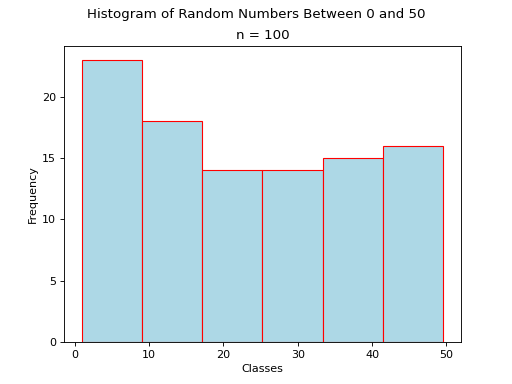 Histogram of Random Numbers Between 0 and 50
n = 100
20
15
10
5
0
Frequency
0 10 20 30 40 50
Classes